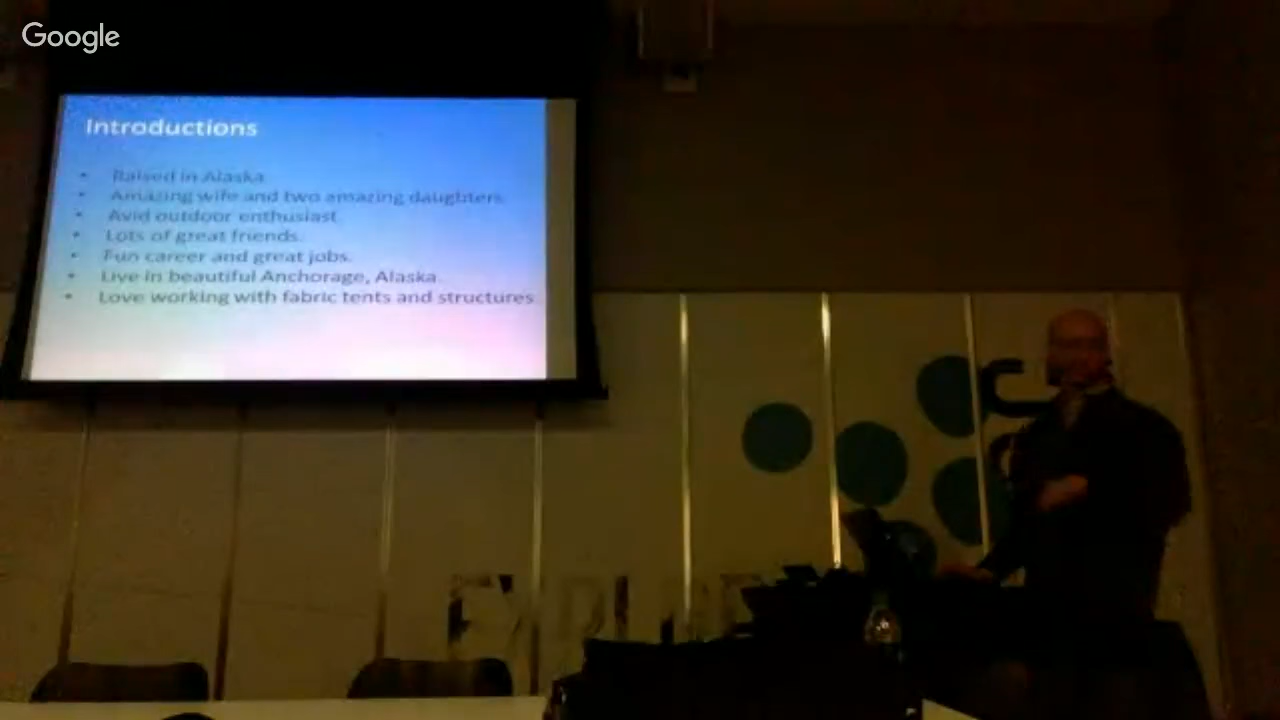 Google
Introductions
• Raised in Alaska
• Amazing wife and two amazing daughters.
• Avid outdoor enthusiast.
• Lots of great friends.
• Fun career and great jobs.
• Live in beautiful Anchorage, Alaska.
• Love working with fabric tents and structures